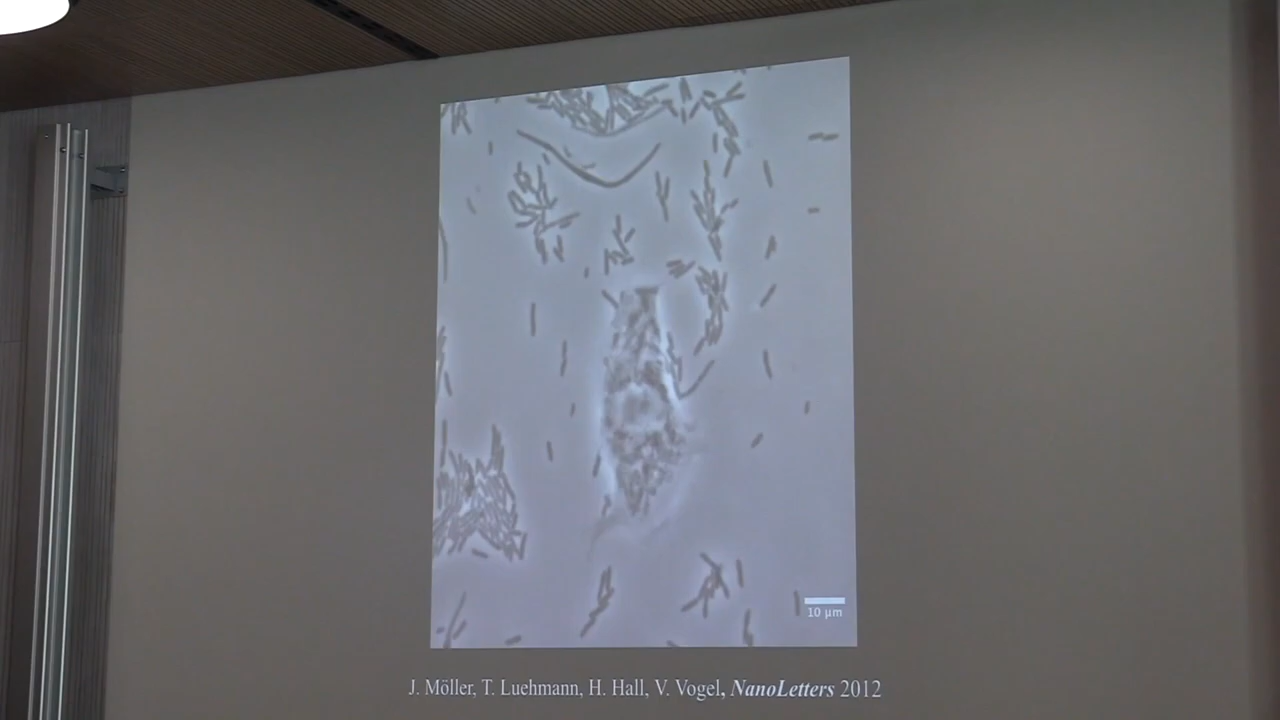 10 µm
J. Möller, T. Luehmann, H. Hall, V. Vogel, NanoLetters 2012